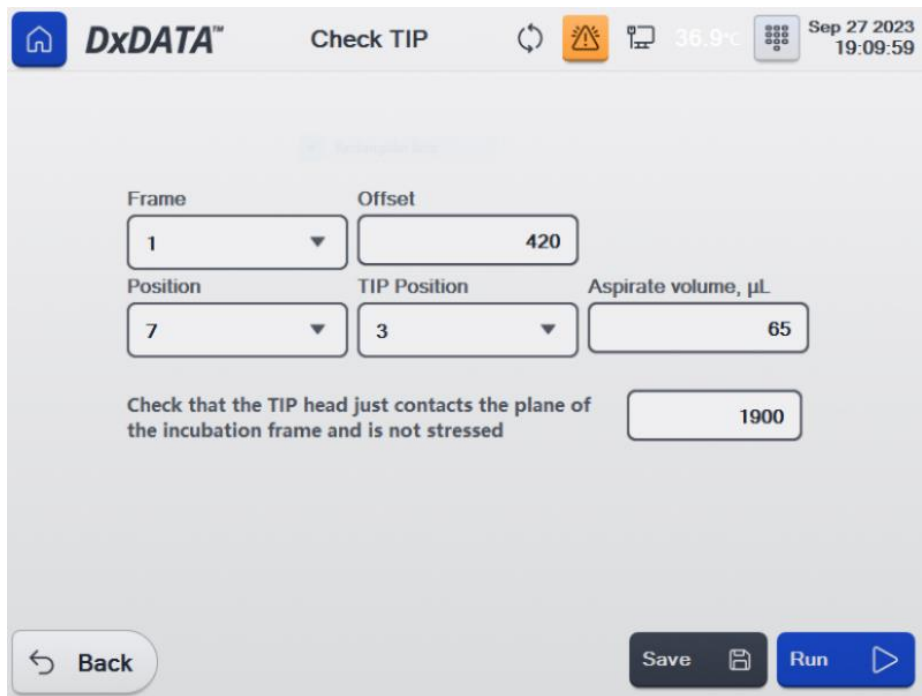 DxDATA™
Check TIP
36.9℃
Sep 27 2023
19:09:59
Frame
Offset
1
420
Position
TIP Position
Aspirate volume, µL
7
3
65
Check that the TIP head just contacts the plane of
the incubation frame and is not stressed
1900
Back
Save
Run